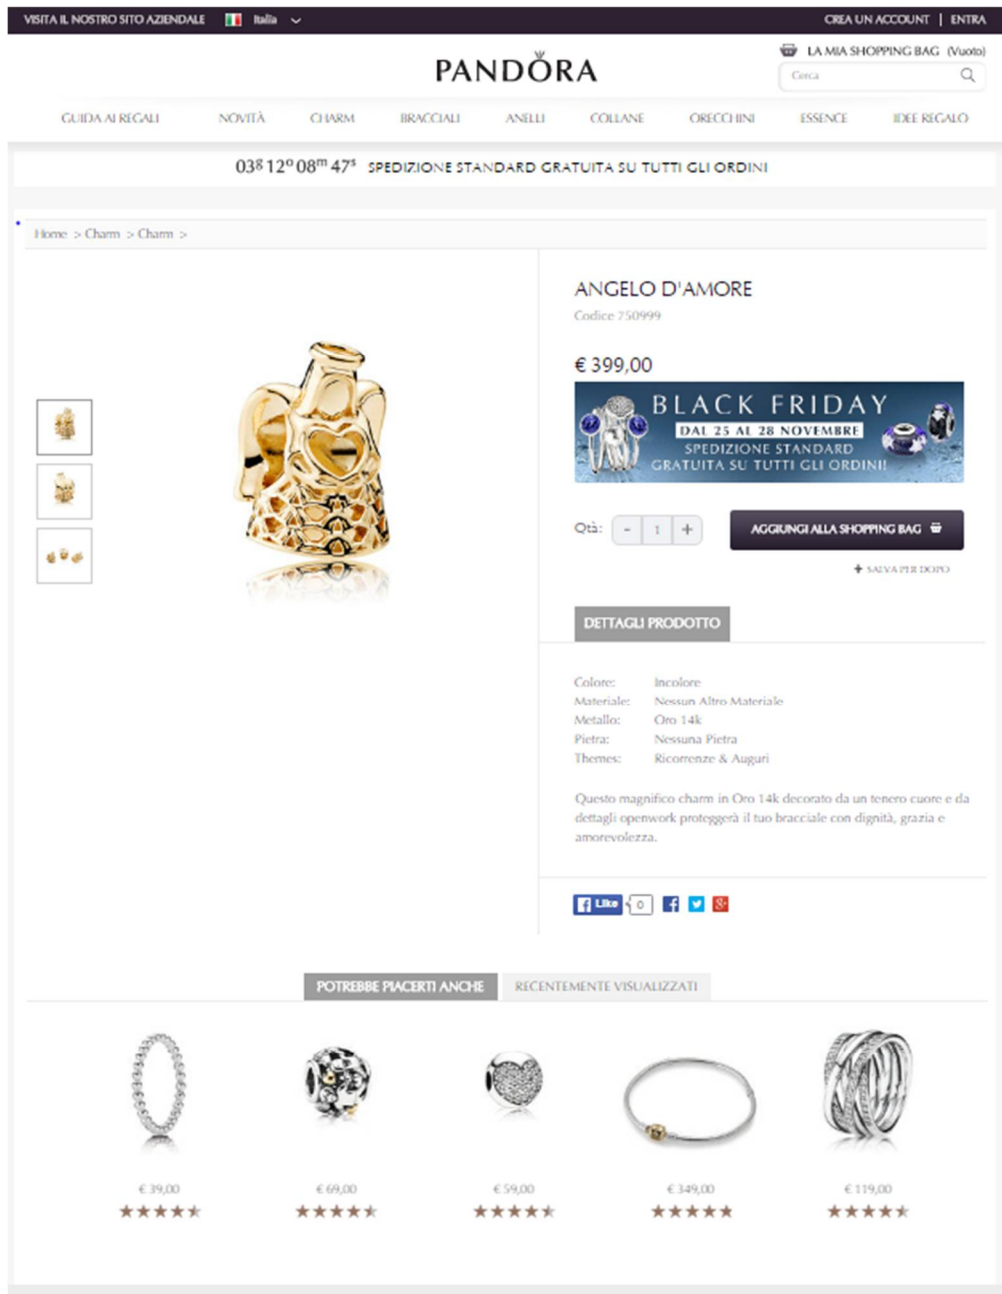 VISITA IL NOSTRO SITO AZIENDALE Italia CREA UN ACCOUNT | ENTRA
LA MIA SHOPPING BAG (Vuoto)
PANDÖRA
Cerca
GUIDA AI REGALI NOVITÀ CHARM BRACCIALI ANELLI COLLANE ORECCHINI ESSENCE IDEE REGALO
03g 12o 08m 47s SPEDIZIONE STANDARD GRATUITA SU TUTTI GLI ORDINI
Home > Charm > Charm >
ANGELO D'AMORE
Codice 750999
€ 399,00
BLACK FRIDAY
DAL 25 AL 28 NOVEMBRE
SPEDIZIONE STANDARD
GRATUITA SU TUTTI GLI ORDINI!
Qtà: - 1 + AGGIUNGI ALLA SHOPPING BAG
+ SALVA PER DOPO
DETTAGLI PRODOTTO
Colore: Incolore
Materiale: Nessun Altro Materiale
Metallo: Oro 14k
Pietra: Nessuna Pietra
Themes: Ricorrenze & Auguri
Questo magnifico charm in Oro 14k decorato da un tenero cuore e da
dettagli openwork proteggerà il tuo bracciale con dignità, grazia e
amorevolezza.
Like 0
POTREBBE PIACERTI ANCHE RECENTEMENTE VISUALIZZATI
€ 39,00 € 69,00 € 59,00 € 349,00 € 119,00